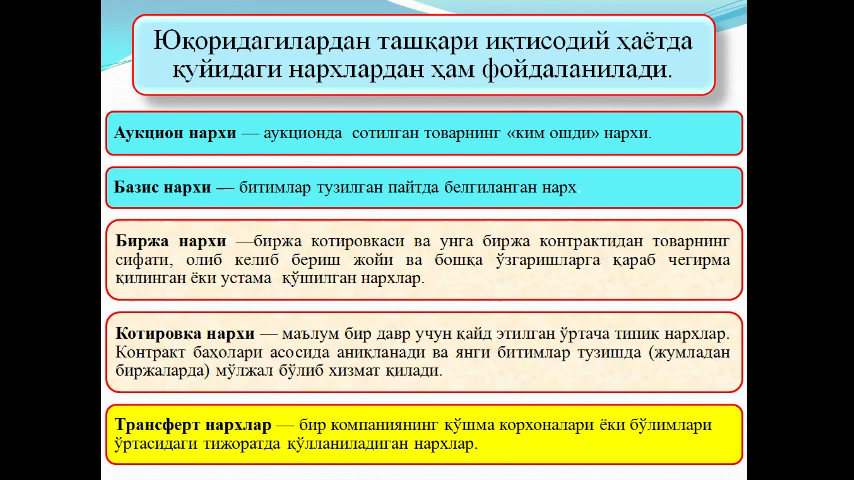 Юқоридагилардан ташқари иқтисодий ҳаётда
қуйидаги нархлардан ҳам фойдаланилади.
Аукцион нархи — аукционда сотилган товарнинг «ким ошди» нархи.
Базис нархи — битимлар тузилган пайтда белгиланган нарх.
Биржа нархи —биржа котировкаси ва унга биржа контрактидан товарнинг
сифати, олиб келиб бериш жойи ва бошқа ўзгаришларга қараб чегирма
қилинган ёки устама қўшилган нархлар.
Котировка нархи — маълум бир давр учун қайд этилган ўртача типик нархлар.
Контракт баҳолари асосида аниқланади ва янги битимлар тузишда (жумладан
биржаларда) мўлжал бўлиб хизмат қилади.
Трансферт нархлар — бир компаниянинг қўшма корхоналари ёки бўлимлари
ўртасидаги тижоратда қўлланиладиган нархлар.